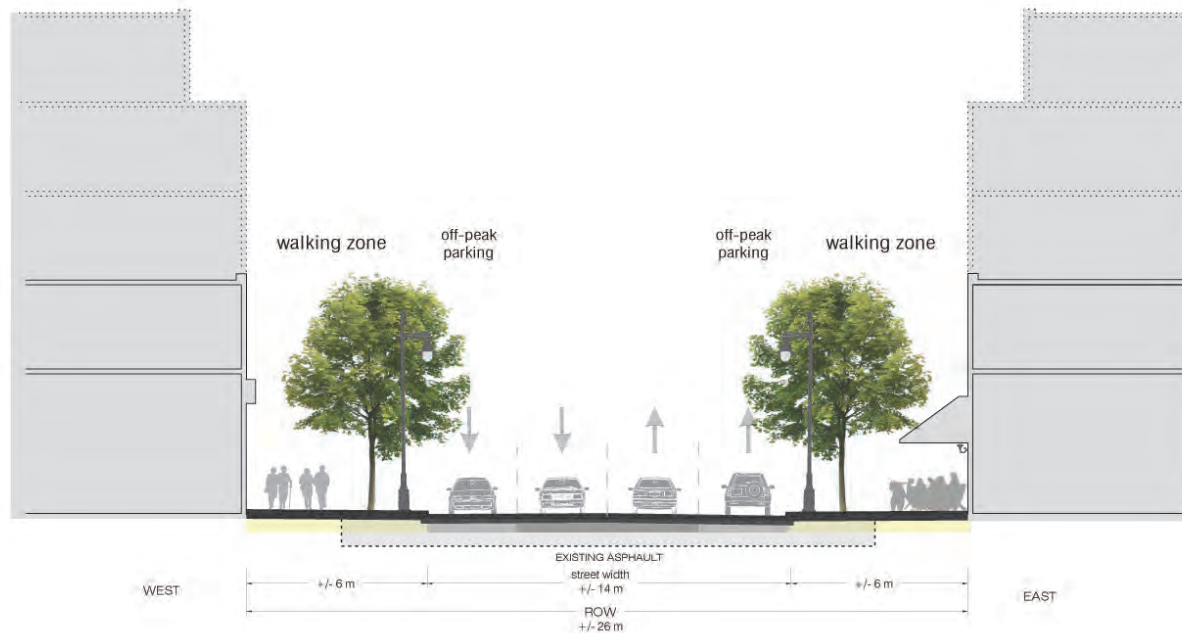 walking zone
off-peak
parking
off-peak
parking
walking zone
EXISTING ASPHAULT
WEST
+/- 6 m
street width
+/- 14 m
+/- 6 m
EAST
ROW
+/- 26 m